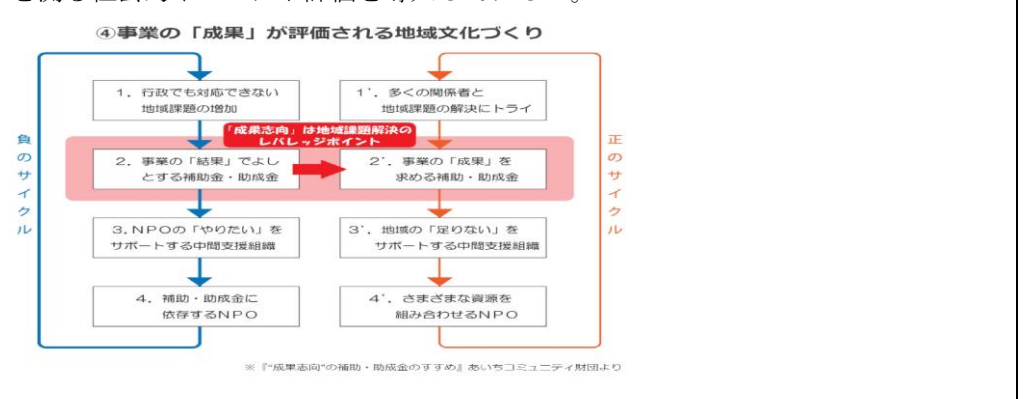 ④事業の「成果」が評価される地域文化づくり
負のサイクル
1．行政でも対応できない
地域課題の増加
1'．多くの関係者と
地域課題の解決にトライ
「成果志向」は地域課題解決の
レバレッジポイント
2．事業の「結果」でよし
とする補助金・助成金
2'．事業の「成果」を
求める補助・助成金
3．NPOの「やりたい」を
サポートする中間支援組織
3'．地域の「足りない」を
サポートする中間支援組織
4．補助・助成金に
依存するNPO
4'．さまざまな資源を
組み合わせるNPO
正のサイクル
※『“成果志向”の補助・助成金のすすめ』あいちコミュニティ財団より